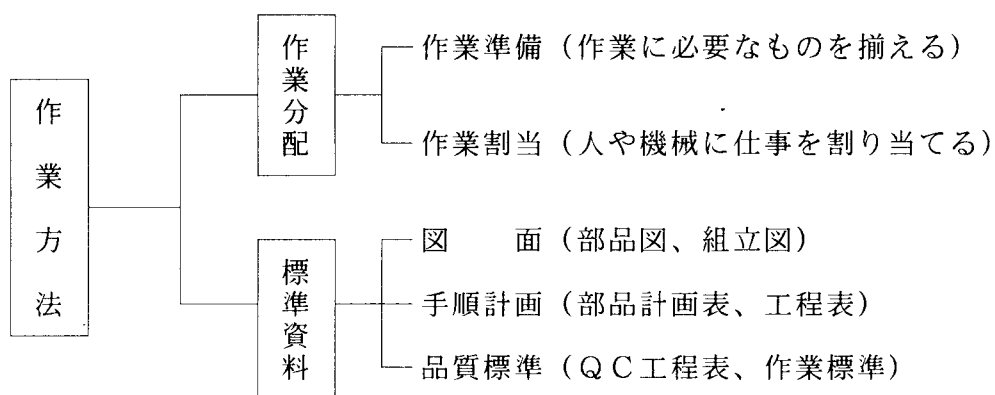 作業方法
作業分配
作業準備（作業に必要なものを揃える）
作業割当（人や機械に仕事を割り当てる）
標準資料
図　　面（部品図、組立図）
手順計画（部品計画表、工程表）
品質標準（ＱＣ工程表、作業標準）